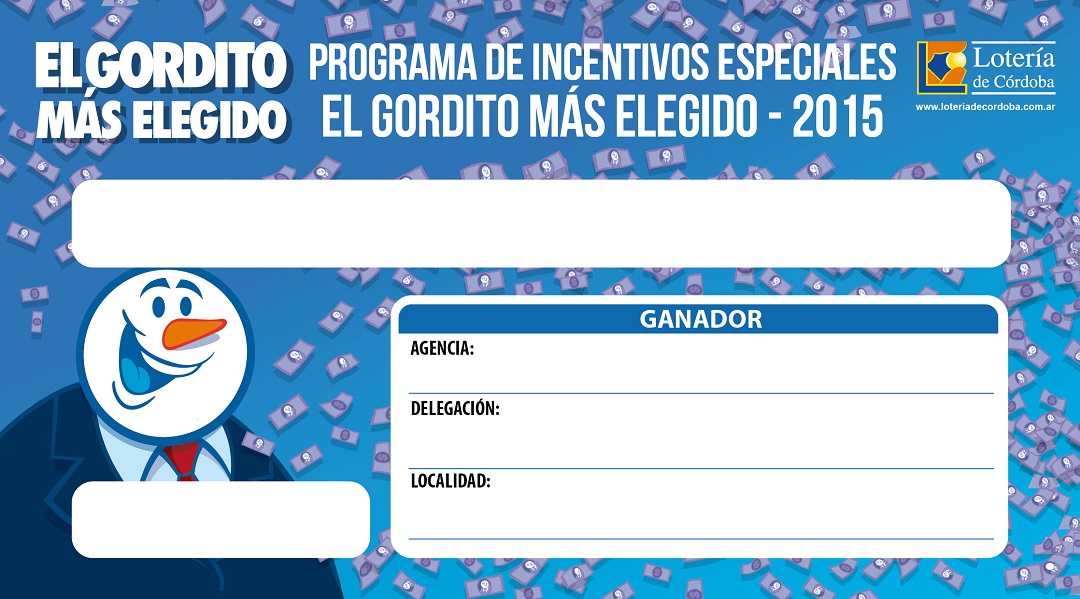 EL GORDITO
MÁS ELEGIDO
PROGRAMA DE INCENTIVOS ESPECIALES
EL GORDITO MÁS ELEGIDO - 2015
Lotería
de Córdoba
www.loteriadecordoba.com.ar
GANADOR
AGENCIA:
DELEGACIÓN:
LOCALIDAD: